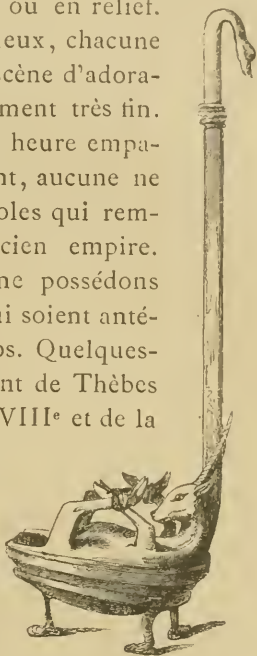 ou en relief.
eux, chacune
scène d'adora-
ment très fin.
heure empa-
nt, aucune ne
oles qui rem-
cien empire.
ne possédons
ui soient anté-
os. Quelques-
nt de Thèbes
VIIIe et de la